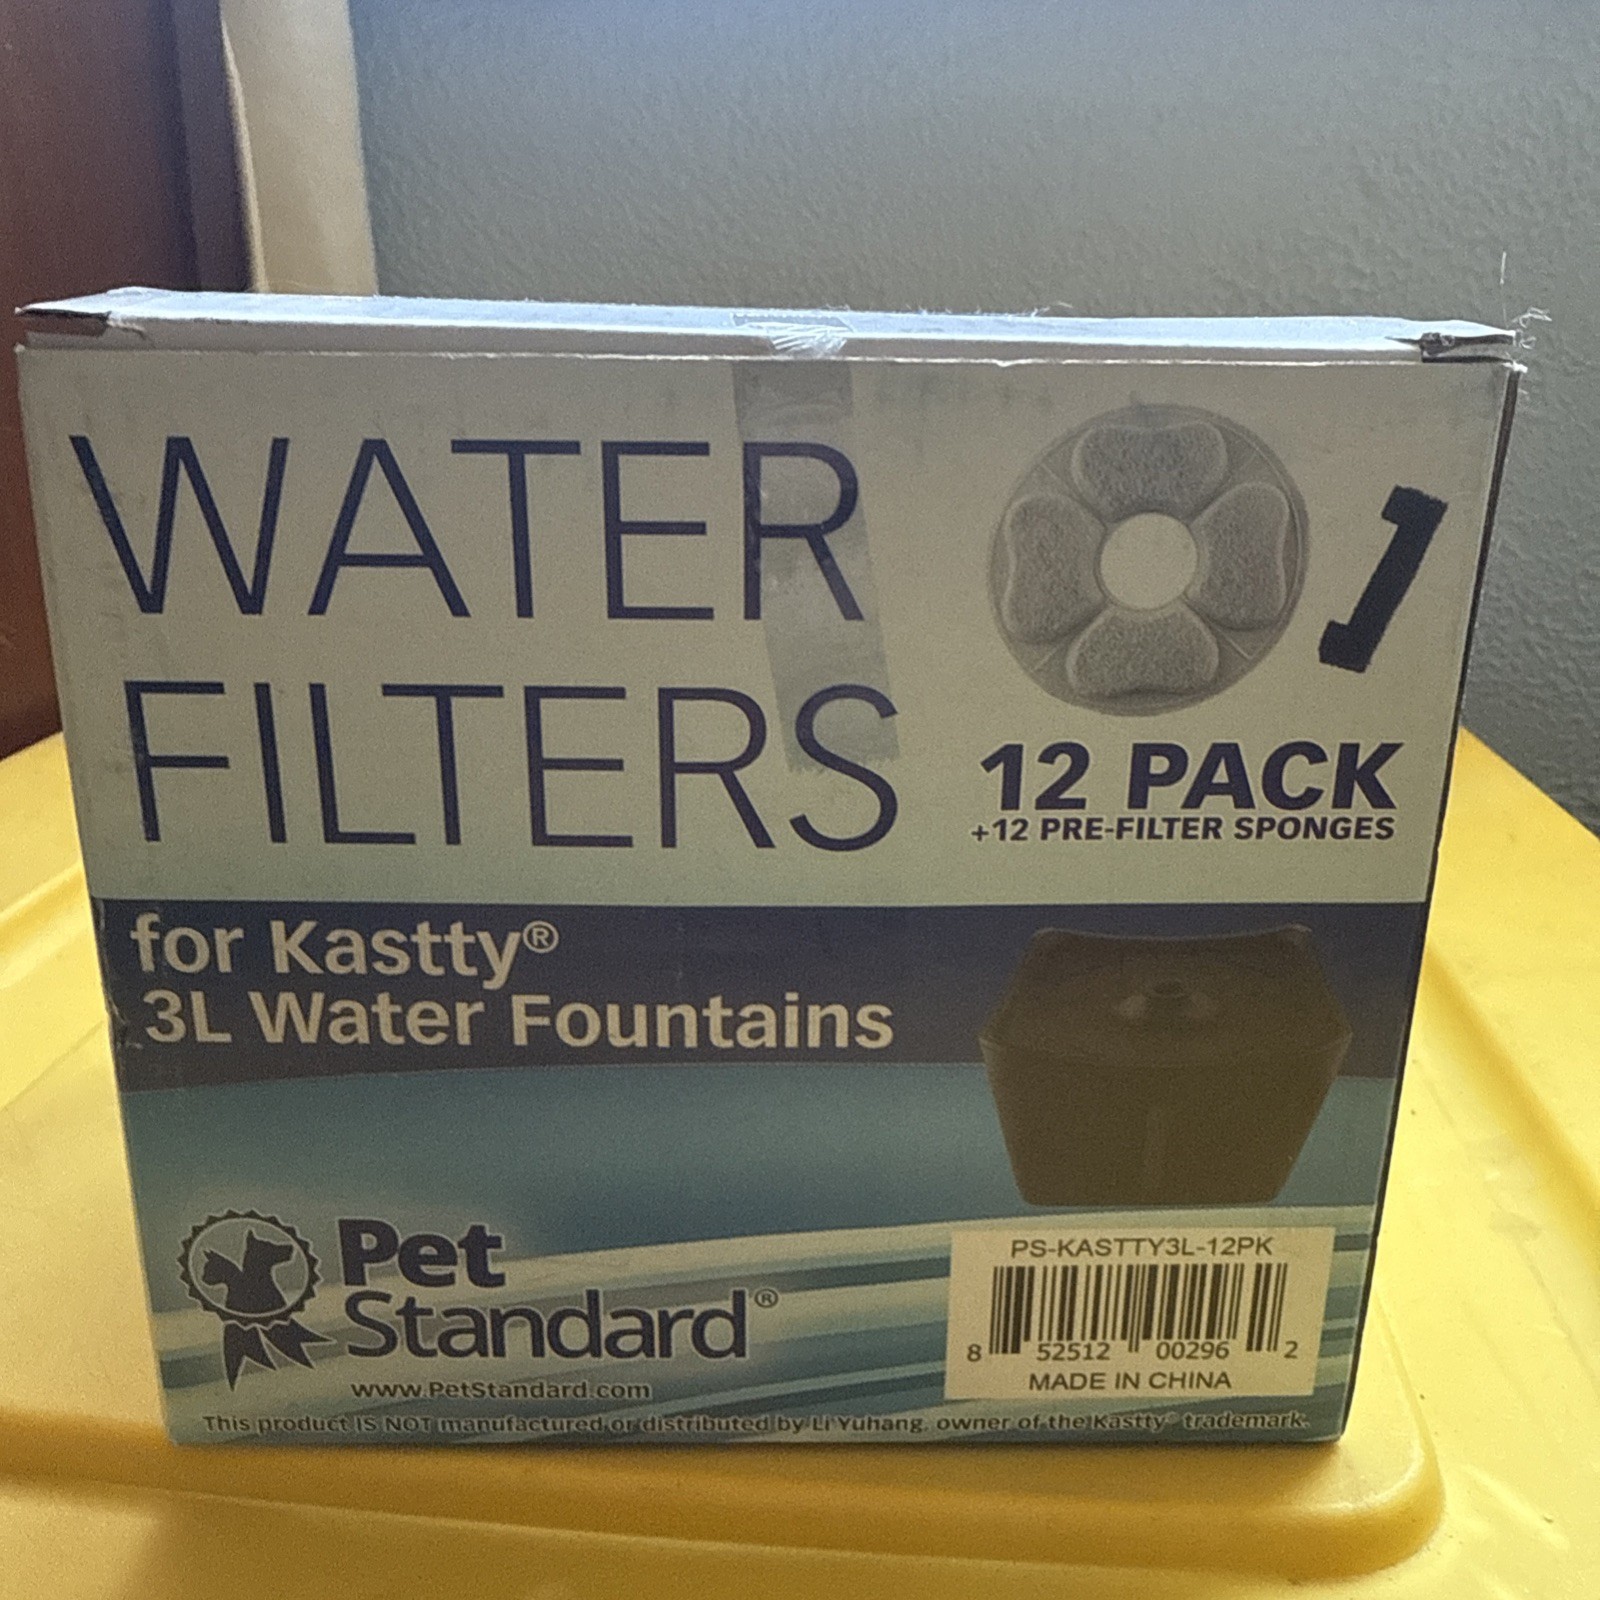 WATER
FILTERS
12 PACK
+12 PRE-FILTER SPONGES
for Kastty®
3L Water Fountains
Pet
Standard®
www.PetStandard.com
PS-KASTTY3L-12PK
8 52512 00296 2
MADE IN CHINA
This product IS NOT manufactured or distributed by Li Yuhang, owner of the Kastty® trademark.